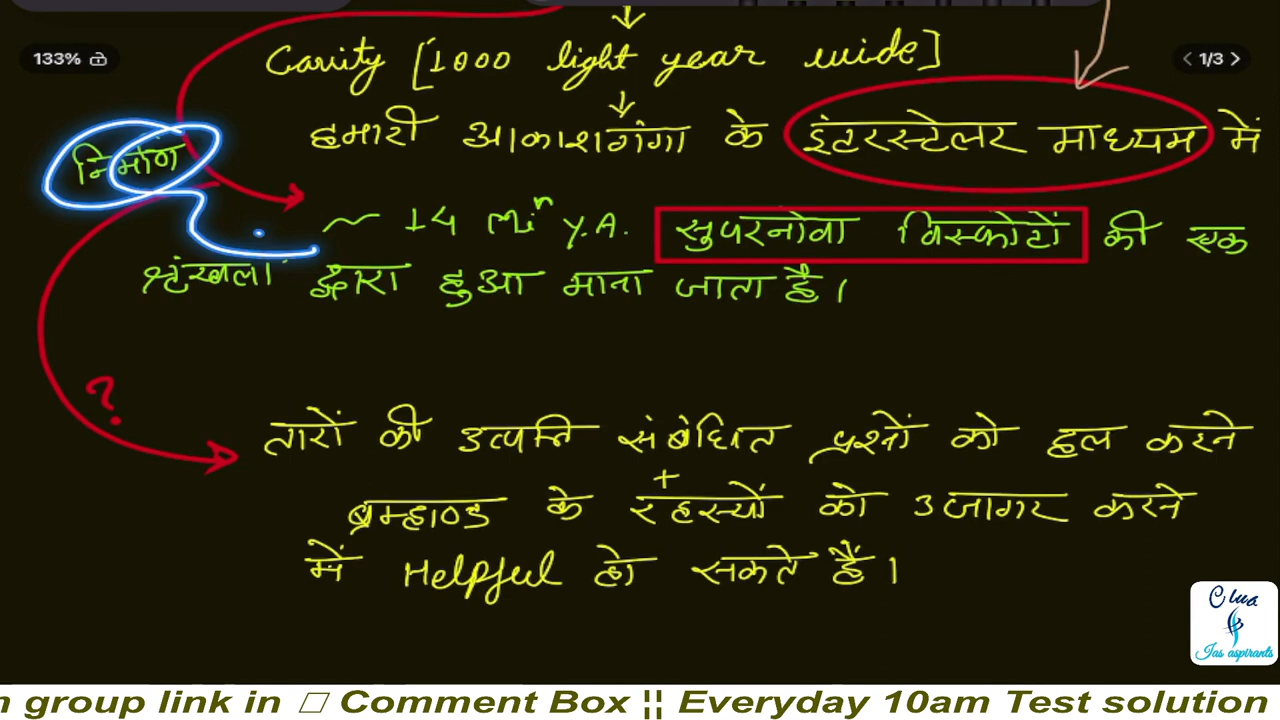 133%
1/3
Cavity [1000 light year wide]
हमारी आकाशगंगा के इंटरस्टेलर माध्यम में
निर्माण
~ 14 Miⁿ Y.A. सुपरनोवा विस्फोटों की एक
श्रृंखला द्वारा हुआ माना जाता है।
?
तारों की उत्पत्ति संबंधित प्रश्नों को हल करने
+
ब्रम्हाण्ड के रहस्यों को उजागर करने
में Helpful हो सकते हैं।
Clue
Ias aspirants
n group link in □ Comment Box ¦¦ Everyday 10am Test solution